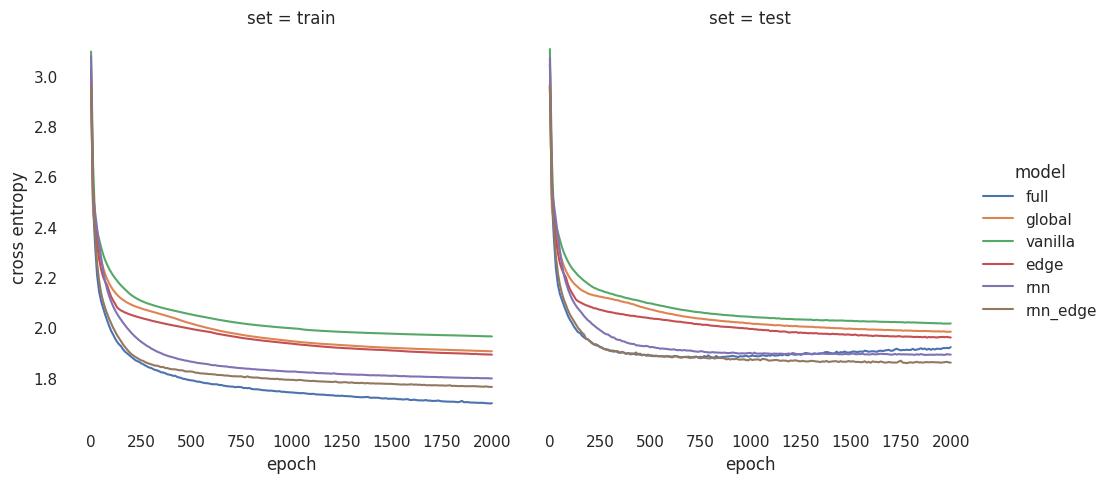 set = train
set = test
3.0
2.8
2.6
2.4
2.2
2.0
1.8
cross entropy
0 250 500 750 1000 1250 1500 1750 2000
epoch
0 250 500 750 1000 1250 1500 1750 2000
epoch
model
full
global
vanilla
edge
rnn
rnn_edge